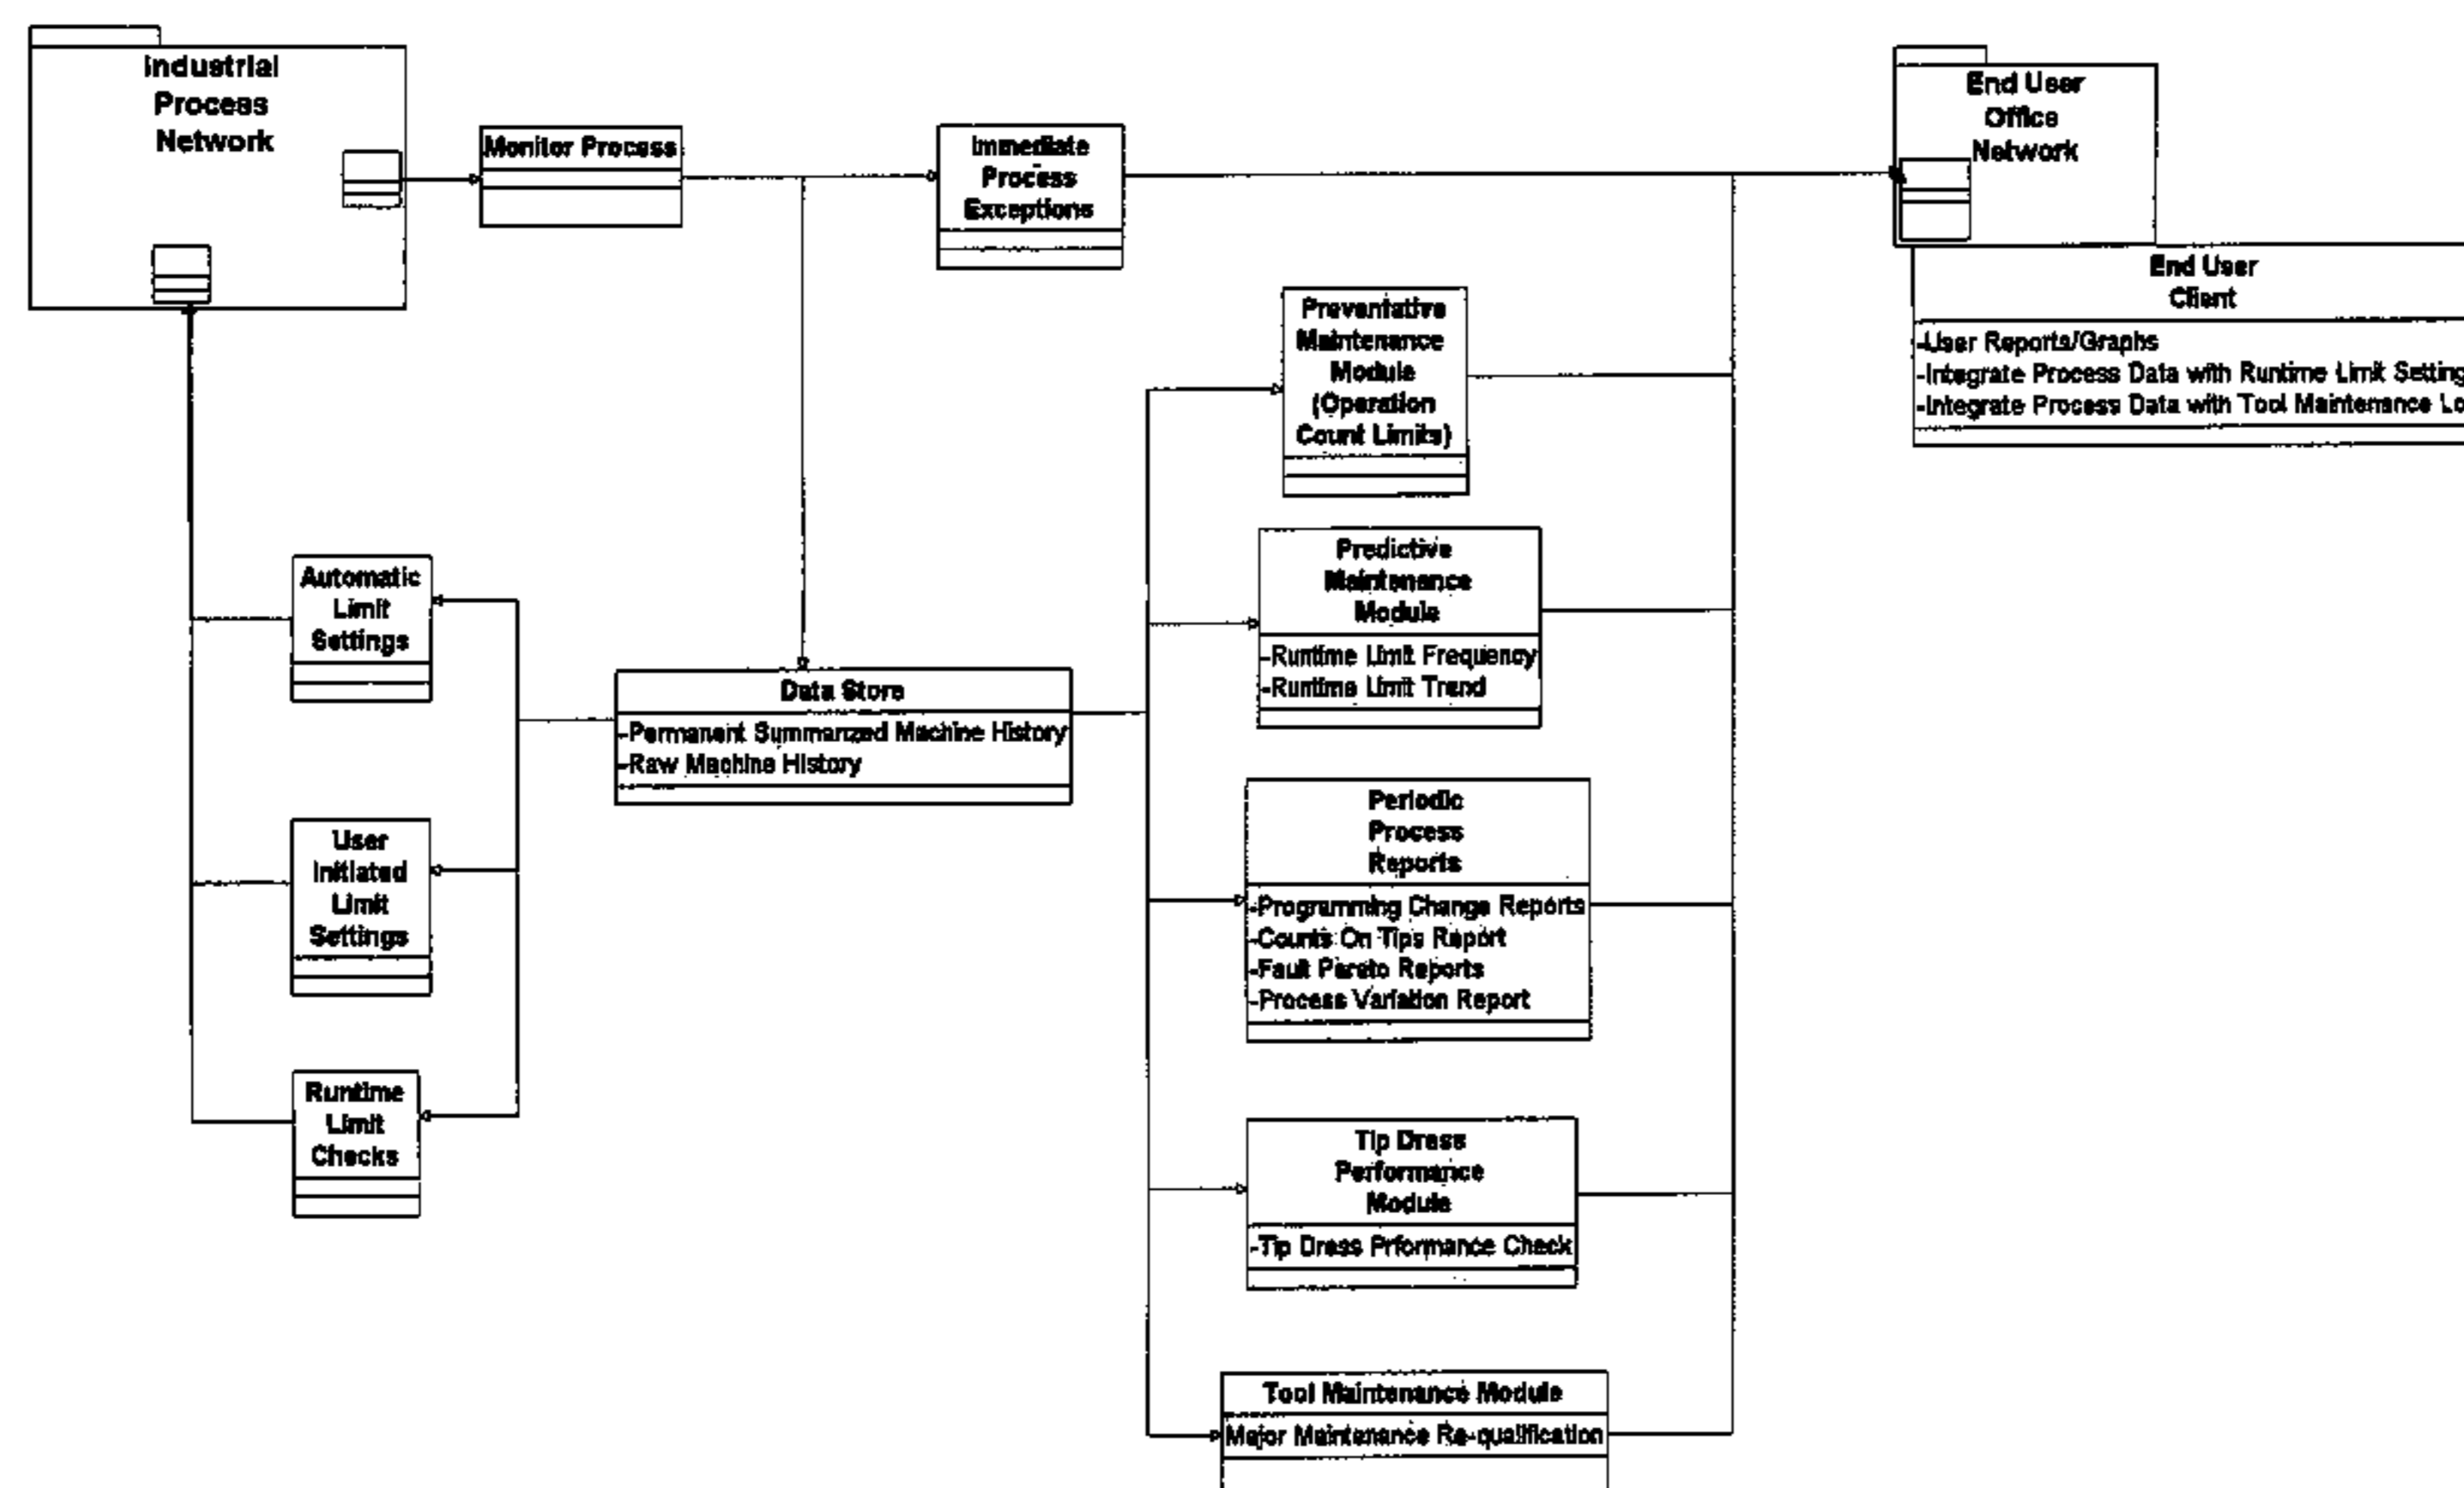 Industrial
Process
Network
Monitor Process
Immediate
Process
Exceptions
End User
Office
Network
End User
Client
-User Reports/Graphs
-Integrate Process Data with Runtime Limit Setting
-Integrate Process Data with Tool Maintenance Lo
Preventative
Maintenance
Module
(Operation
Count Limits)
Automatic
Limit
Settings
Predictive
Maintenance
Module
-Runtime Limit Frequency
-Runtime Limit Trend
Data Store
-Permanent Summarized Machine History
-Raw Machine History
User
Initiated
Limit
Settings
Periodic
Process
Reports
-Programming Change Reports
-Counts On Tips Report
-Fault Pareto Reports
-Process Variation Report
Runtime
Limit
Checks
Tip Dress
Performance
Module
-Tip Dress Prformance Check
Tool Maintenance Module
Major Maintenance Re-qualification